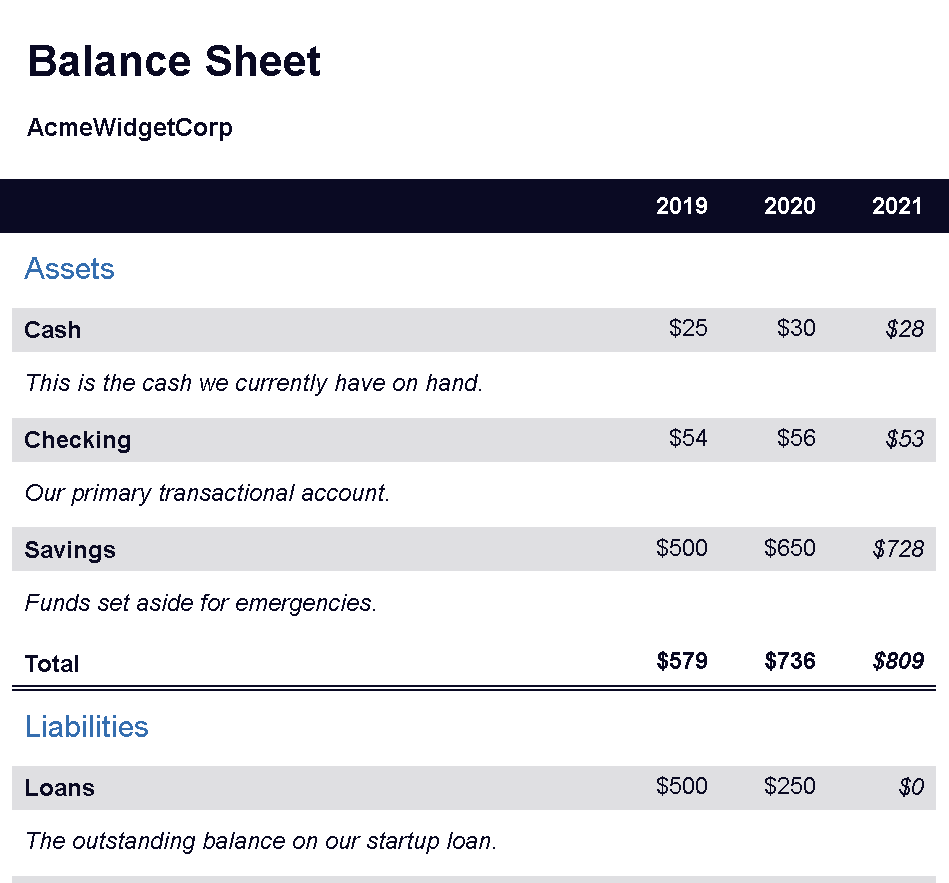 Balance Sheet
AcmeWidgetCorp
2019 2020 2021
Assets
Cash $25 $30 $28
This is the cash we currently have on hand.
Checking $54 $56 $53
Our primary transactional account.
Savings $500 $650 $728
Funds set aside for emergencies.
Total $579 $736 $809
Liabilities
Loans $500 $250 $0
The outstanding balance on our startup loan.